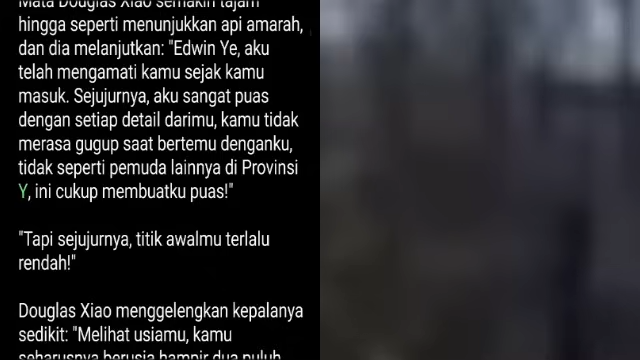 Mata Douglas Xiao semakin tajam
hingga seperti menunjukkan api amarah,
dan dia melanjutkan: "Edwin Ye, aku
telah mengamati kamu sejak kamu
masuk. Sejujurnya, aku sangat puas
dengan setiap detail darimu, kamu tidak
merasa gugup saat bertemu denganku,
tidak seperti pemuda lainnya di Provinsi
Y, ini cukup membuatku puas!"
"Tapi sejujurnya, titik awalmu terlalu
rendah!"
Douglas Xiao menggelengkan kepalanya
sedikit: "Melihat usiamu, kamu
seharusnya berusia hampir dua puluh